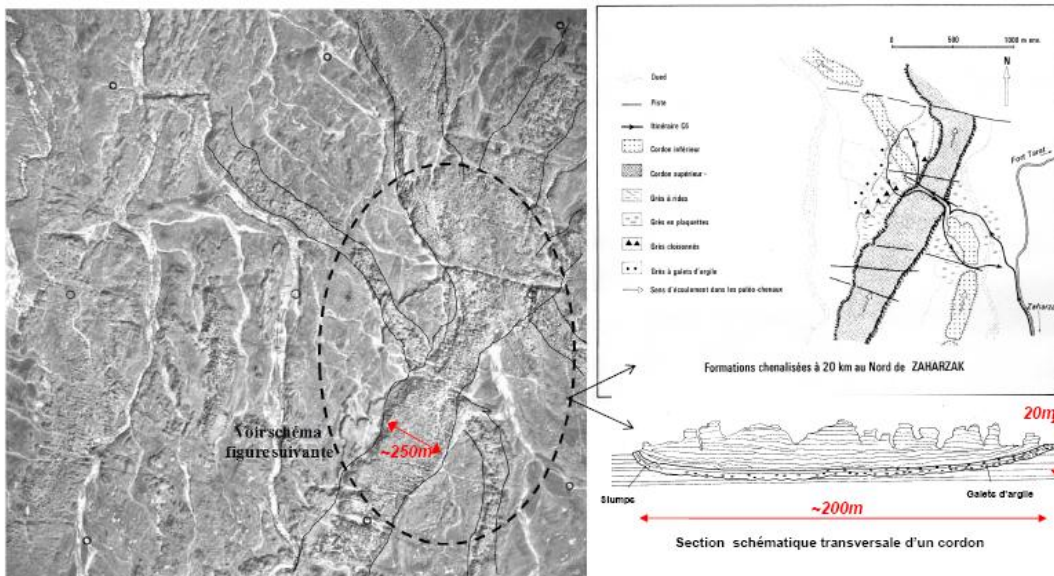 Voir schéma
figure suivante
~250m
0 500 1000 m env.
N
Oued
Piste
Itinéraire GS
Cordon inférieur
Cordon supérieur -
Grès à rides
Grès en plaquettes
Grès cloisonnés
Grès à galets d'argile
Sens d'écoulement dans les paléo-chenaux
Fort Tarat
Zaharza
Formations chenalisées à 20 km au Nord de ZAHARZAK
20m
Slumps
Galets d'argile
~200m
Section schématique transversale d'un cordon